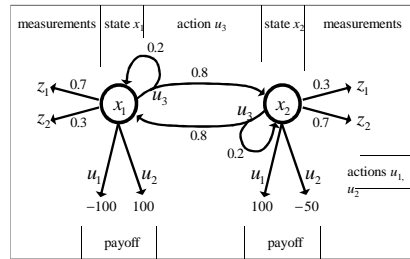 measurements state x1 action u3 state x2 measurements
0.2
z1 0.7 u3 0.8 0.3 z1
x1 x2
z2 0.3 0.8 u3 0.7 z2
0.2
u1 u2 u1 u2 actions u1,
u2
−100 100 100 −50
payoff payoff